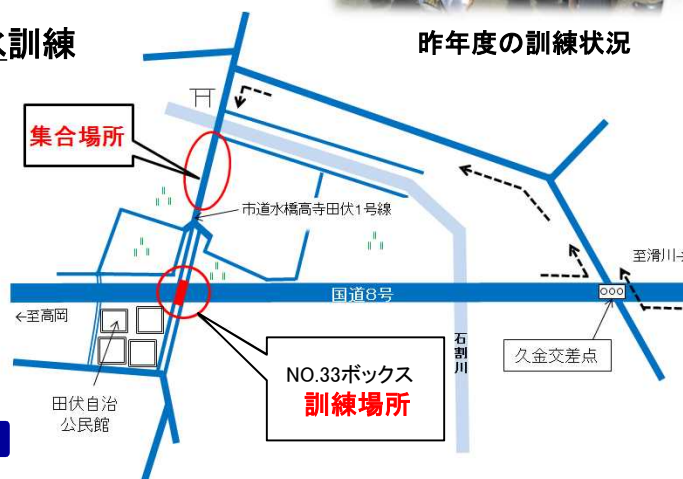 訓練
昨年度の訓練状況
集合場所
市道水橋高寺田伏1号線
至滑川→
国道8号
←至高岡
石割川
久金交差点
NO.33ボックス
訓練場所
田伏自治
公民館